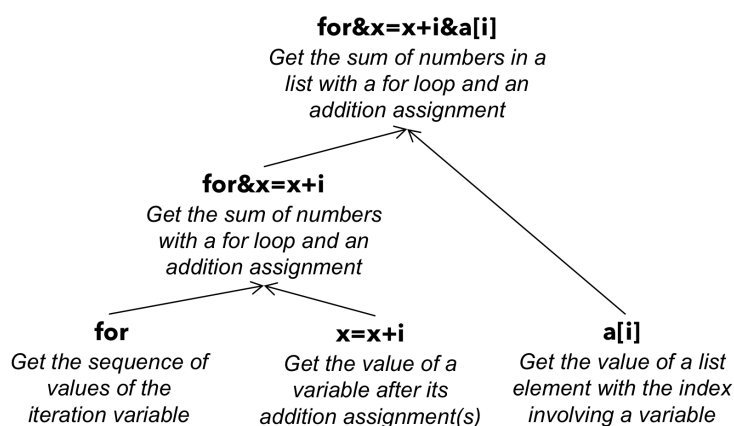 for&x=x+i&a[i]
Get the sum of numbers in a
list with a for loop and an
addition assignment
for&x=x+i
Get the sum of numbers
with a for loop and an
addition assignment
for
Get the sequence of
values of the
iteration variable
x=x+i
Get the value of a
variable after its
addition assignment(s)
a[i]
Get the value of a list
element with the index
involving a variable